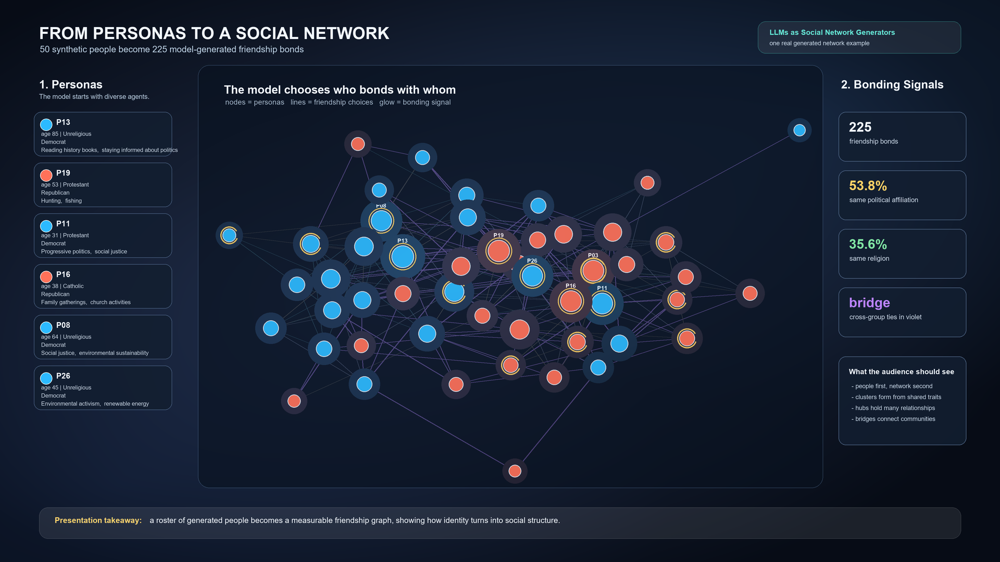 FROM PERSONAS TO A SOCIAL NETWORK
50 synthetic people become 225 model-generated friendship bonds
LLMs as Social Network Generators
one real generated network example
1. Personas
The model starts with diverse agents.
P13
age 85 | Unreligious
Democrat
Reading history books,  staying informed about politics
P19
age 53 | Protestant
Republican
Hunting,  fishing
P11
age 31 | Protestant
Democrat
Progressive politics,  social justice
P16
age 38 | Catholic
Republican
Family gatherings,  church activities
P08
age 64 | Unreligious
Democrat
Social justice,  environmental sustainability
P26
age 45 | Unreligious
Democrat
Environmental activism,  renewable energy
The model chooses who bonds with whom
nodes = personas   lines = friendship choices   glow = bonding signal
P08
P13
P19
P26
P03
P16
P11
2. Bonding Signals
225
friendship bonds
53.8%
same political affiliation
35.6%
same religion
bridge
cross-group ties in violet
What the audience should see
- people first, network second
- clusters form from shared traits
- hubs hold many relationships
- bridges connect communities
Presentation takeaway:   a roster of generated people becomes a measurable friendship graph, showing how identity turns into social structure.